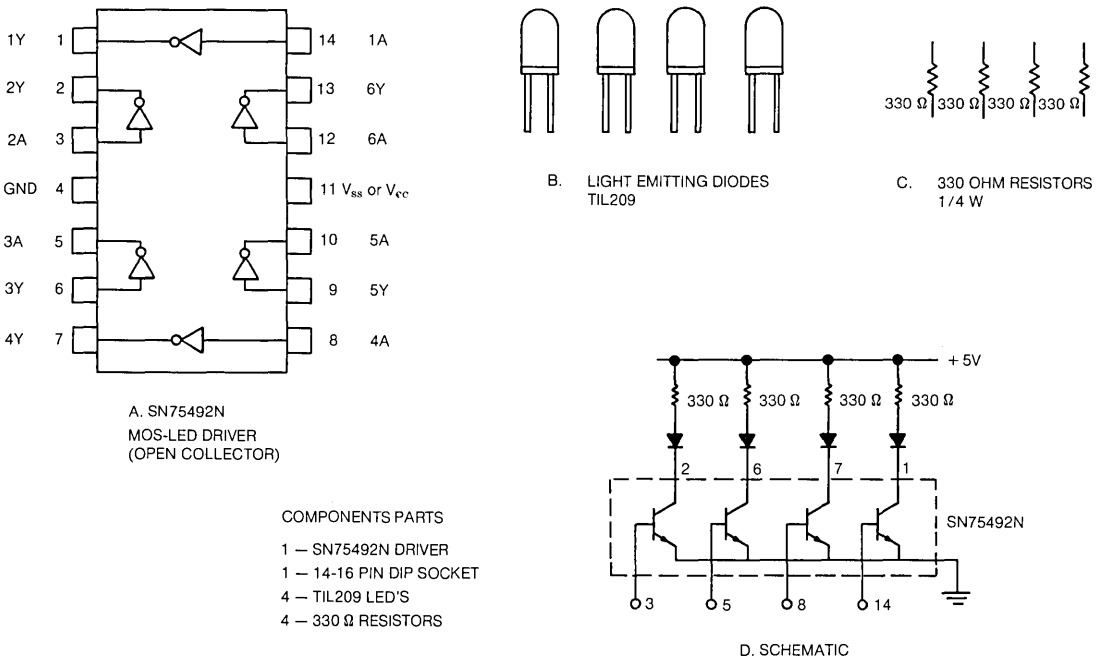 1Y 1 14 1A
2Y 2 13 6Y
2A 3 12 6A
GND 4 11 Vss or Vcc
3A 5 10 5A
3Y 6 9 5Y
4Y 7 8 4A
A. SN75492N
MOS-LED DRIVER
(OPEN COLLECTOR)
B. LIGHT EMITTING DIODES
TIL209
330 Ω 330 Ω 330 Ω 330 Ω
C. 330 OHM RESISTORS
1/4 W
COMPONENTS PARTS
1 — SN75492N DRIVER
1 — 14-16 PIN DIP SOCKET
4 — TIL209 LED'S
4 — 330 Ω RESISTORS
+ 5V
330 Ω 330 Ω 330 Ω 330 Ω
2 6 7 1
SN75492N
3 5 8 14
D. SCHEMATIC